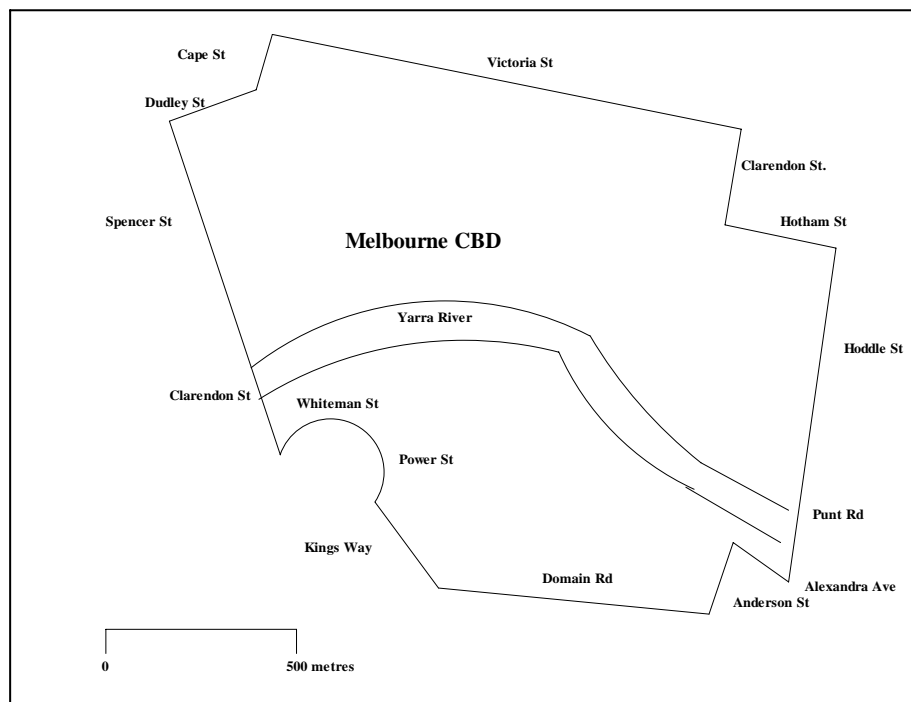 Cape St
Victoria St
Dudley St
Clarendon St.
Spencer St
Hotham St
Melbourne CBD
Yarra River
Hoddle St
Clarendon St
Whiteman St
Power St
Punt Rd
Kings Way
Domain Rd
Alexandra Ave
Anderson St
0
500 metres